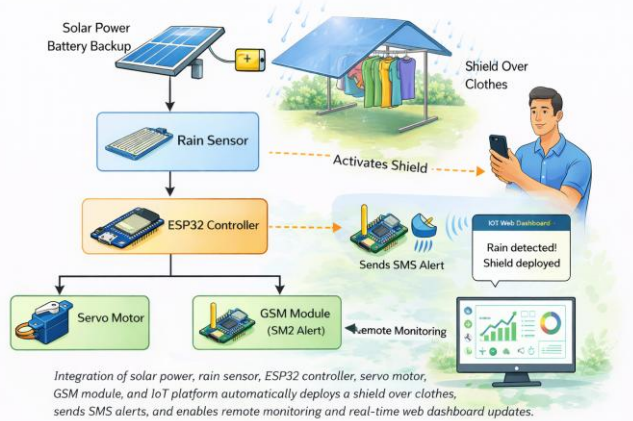 Solar Power
Battery Backup
Shield Over
Clothes
Rain Sensor
Activates Shield
ESP32 Controller
Sends SMS Alert
IOT Web Dashboard
Rain detected!
Shield deployed
Servo Motor
GSM Module
(SM2 Alert)
Remote Monitoring
Integration of solar power, rain sensor, ESP32 controller, servo motor,
GSM module, and IoT platform automatically deploys a shield over clothes,
sends SMS alerts, and enables remote monitoring and real-time web dashboard updates.